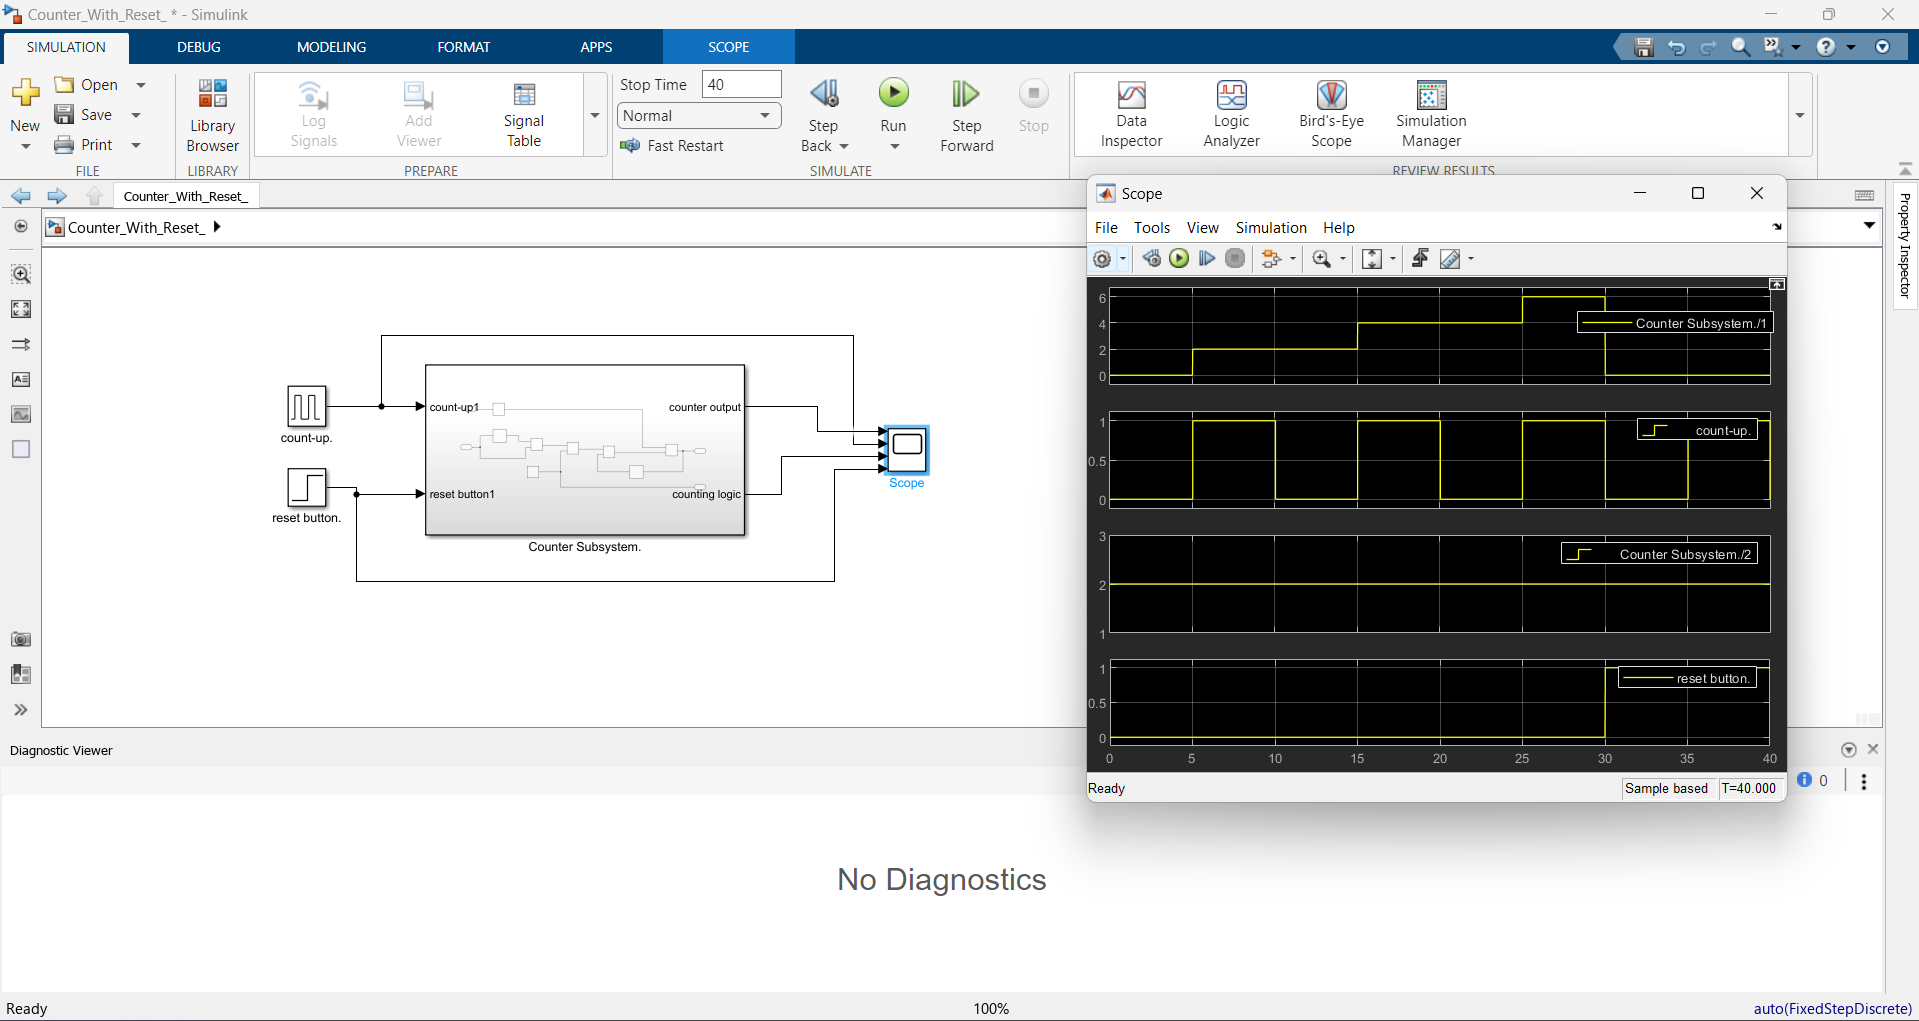 Counter_With_Reset_ * - Simulink
SIMULATION DEBUG MODELING FORMAT APPS SCOPE
New
Open
Save
Print
FILE
Library
Browser
LIBRARY
Log
Signals
Add
Viewer
Signal
Table
PREPARE
Stop Time 40
Normal
Fast Restart
Step
Back
Run
Step
Forward
Stop
SIMULATE
Data
Inspector
Logic
Analyzer
Bird's-Eye
Scope
Simulation
Manager
REVIEW RESULTS
Counter_With_Reset_
Counter_With_Reset_
Property Inspector
count-up.
reset button.
count-up1
counter output
reset button1
counting logic
Counter Subsystem.
Scope
Scope
File Tools View Simulation Help
6
4
2
0
Counter Subsystem./1
1
0.5
0
count-up.
3
2
1
Counter Subsystem./2
1
0.5
0
reset button.
0 5 10 15 20 25 30 35 40
Ready
Sample based T=40.000
Diagnostic Viewer
0
No Diagnostics
Ready
100%
auto(FixedStepDiscrete)